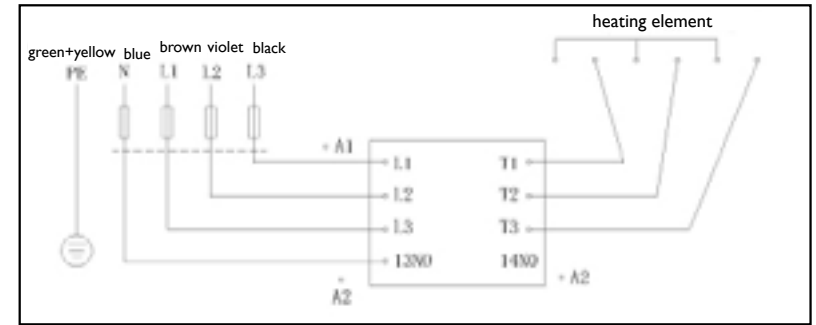 heating element
green+yellow blue brown violet black
PE N L1 L2 L3
A1
L1 T1
L2 T2
L3 T3
13NO 14NO
A2 A2